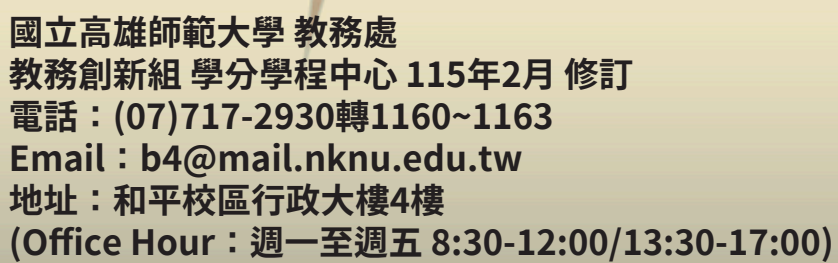 國立高雄師範大學 教務處
教務創新組 學分學程中心 115年2月 修訂
電話：(07)717-2930轉1160~1163
Email：b4@mail.nknu.edu.tw
地址：和平校區行政大樓4樓
(Office Hour：週一至週五 8:30-12:00/13:30-17:00)